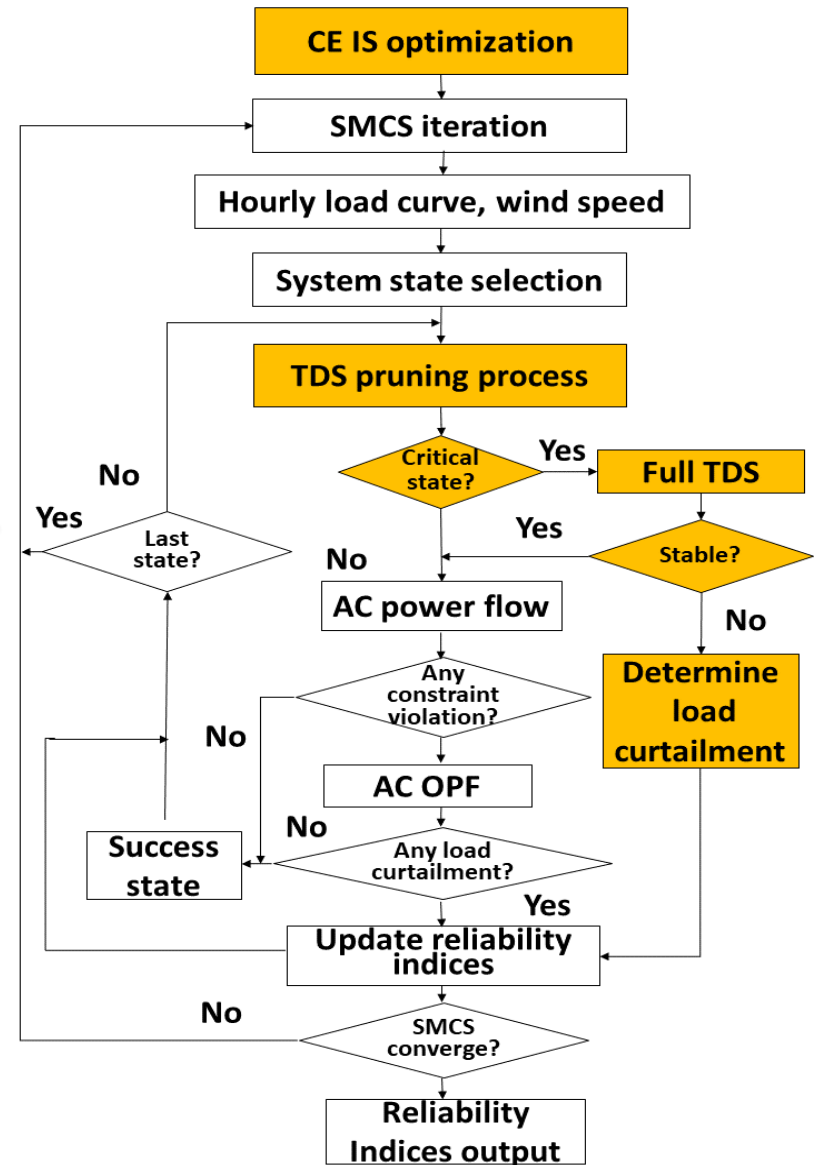 CE IS optimization
SMCS iteration
Hourly load curve, wind speed
System state selection
TDS pruning process
No
Critical
state?
Yes
Full TDS
Yes
Last
state?
Yes
Stable?
No
AC power flow
No
Any
constraint
violation?
Determine
load
curtailment
No
AC OPF
No
Success
state
Any load
curtailment?
Yes
Update reliability
indices
No
SMCS
converge?
Reliability
Indices output